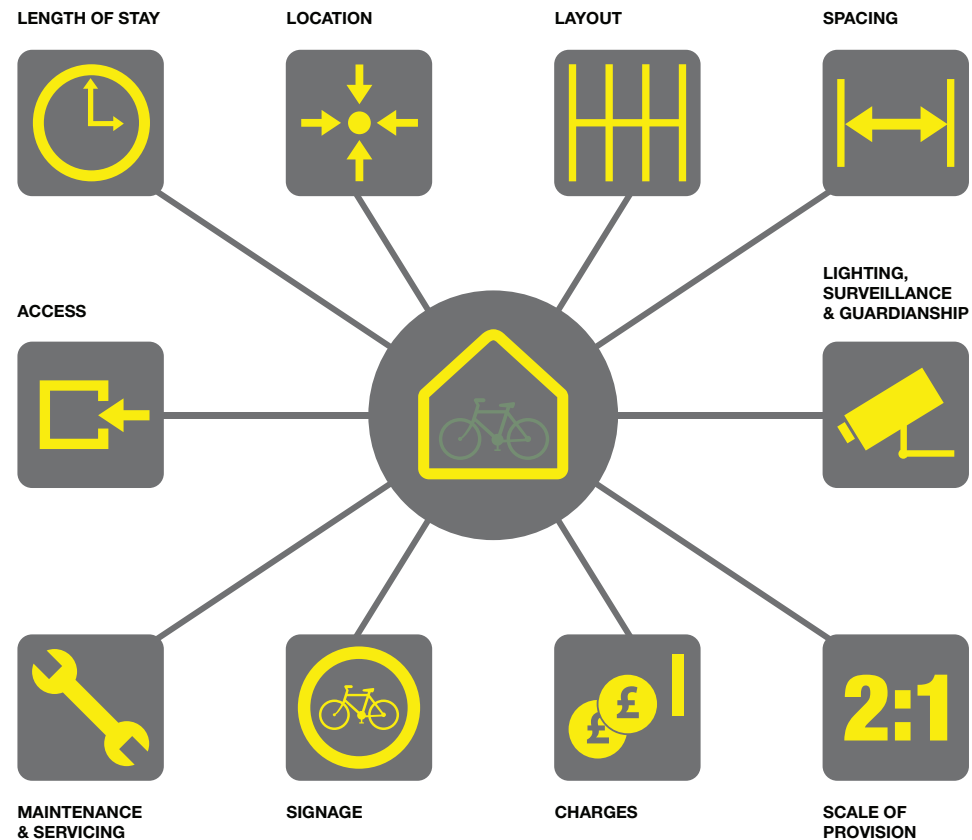 LENGTH OF STAY
LOCATION
LAYOUT
SPACING
ACCESS
LIGHTING,
SURVEILLANCE
& GUARDIANSHIP
£
£
2:1
MAINTENANCE
& SERVICING
SIGNAGE
CHARGES
SCALE OF
PROVISION